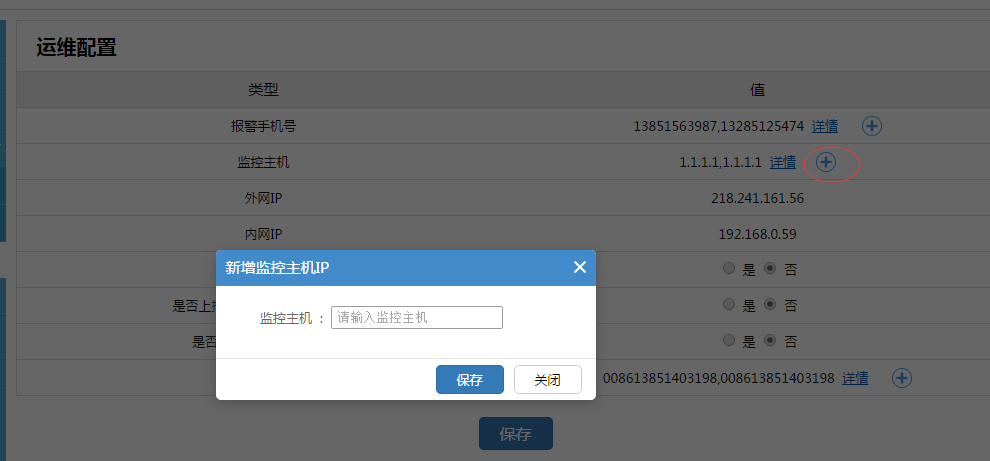 运维配置
类型 值
报警手机号 13851563987,13285125474 详情
监控主机 1.1.1.1,1.1.1.1 详情
外网IP 218.241.161.56
内网IP 192.168.0.59
新增监控主机IP
是 否
监控主机 : 请输入监控主机
是否上 是 否
是否 是 否
保存 关闭
008613851403198,008613851403198 详情
保存